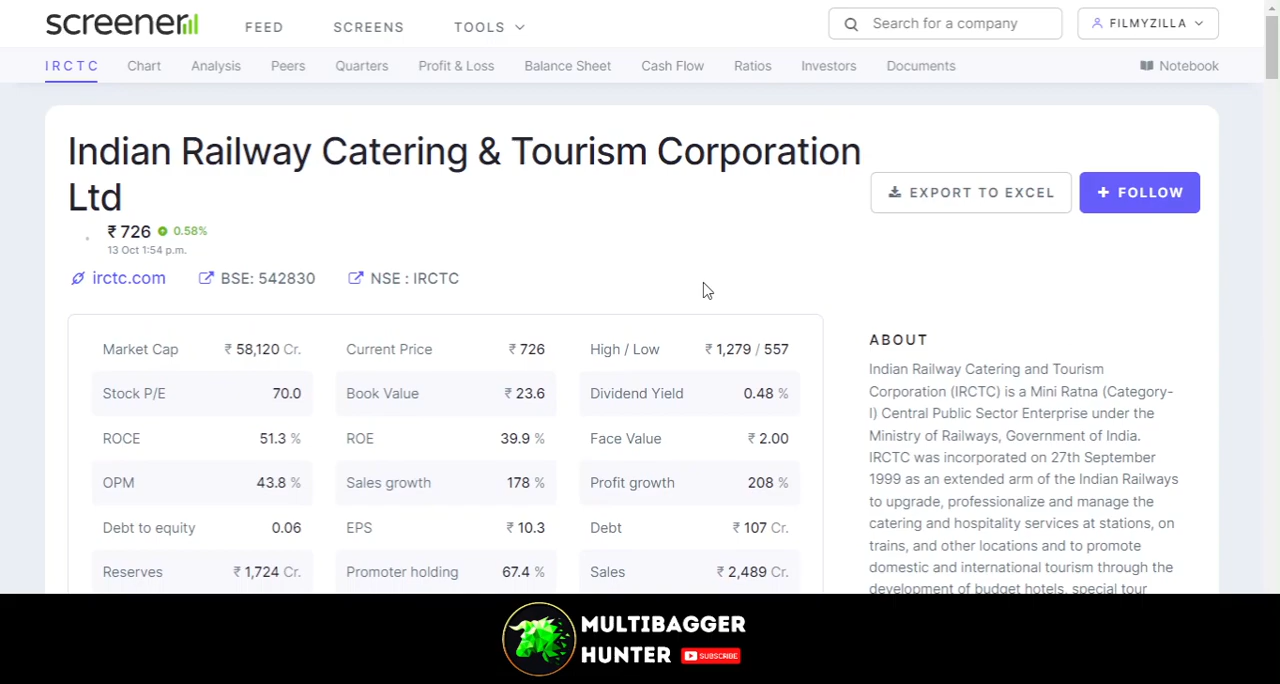 screener
FEED SCREENS TOOLS
Search for a company
FILMYZILLA
IRCTC Chart Analysis Peers Quarters Profit & Loss Balance Sheet Cash Flow Ratios Investors Documents Notebook
Indian Railway Catering & Tourism Corporation
Ltd
EXPORT TO EXCEL
+ FOLLOW
₹ 726 0.58%
13 Oct 1:54 p.m.
irctc.com BSE: 542830 NSE : IRCTC
Market Cap ₹ 58,120 Cr. Current Price ₹ 726 High / Low ₹ 1,279 / 557
Stock P/E 70.0 Book Value ₹ 23.6 Dividend Yield 0.48 %
ROCE 51.3 % ROE 39.9 % Face Value ₹ 2.00
OPM 43.8 % Sales growth 178 % Profit growth 208 %
Debt to equity 0.06 EPS ₹ 10.3 Debt ₹ 107 Cr.
Reserves ₹ 1,724 Cr. Promoter holding 67.4 % Sales ₹ 2,489 Cr.
ABOUT
Indian Railway Catering and Tourism
Corporation (IRCTC) is a Mini Ratna (Category-
I) Central Public Sector Enterprise under the
Ministry of Railways, Government of India.
IRCTC was incorporated on 27th September
1999 as an extended arm of the Indian Railways
to upgrade, professionalize and manage the
catering and hospitality services at stations, on
trains, and other locations and to promote
domestic and international tourism through the
development of budget hotels, special tour
MULTIBAGGER
HUNTER SUBSCRIBE